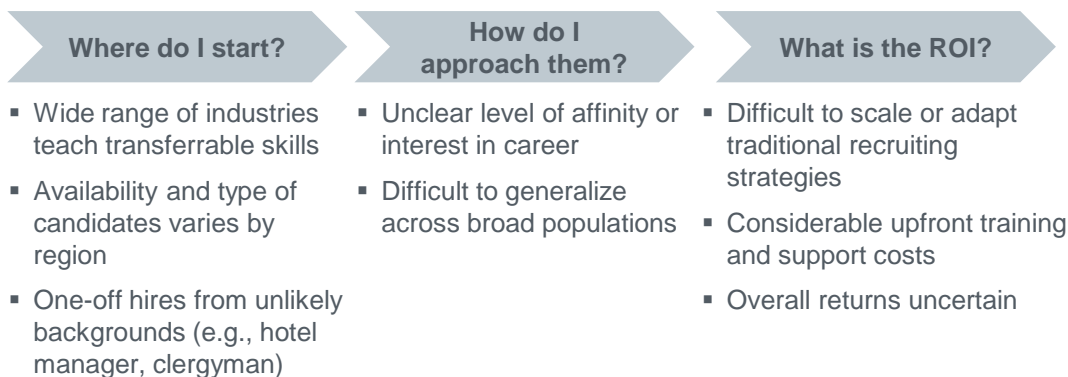 Where do I start?
▪ Wide range of industries
teach transferrable skills
▪ Availability and type of
candidates varies by
region
▪ One-off hires from unlikely
backgrounds (e.g., hotel
manager, clergyman)
How do I
approach them?
▪ Unclear level of affinity or
interest in career
▪ Difficult to generalize
across broad populations
What is the ROI?
▪ Difficult to scale or adapt
traditional recruiting
strategies
▪ Considerable upfront training
and support costs
▪ Overall returns uncertain